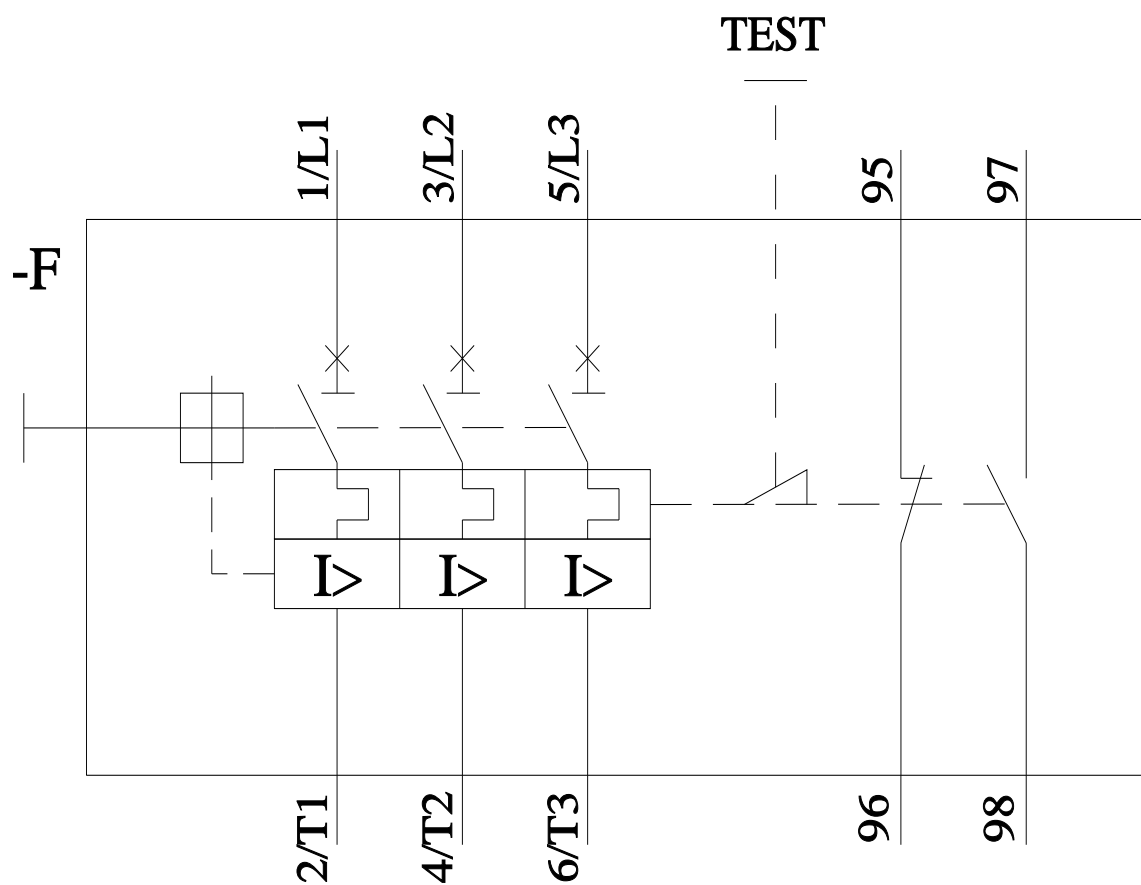 TEST
1/L1
3/L2
5/L3
95
97
-F
I>
I>
I>
2/T1
4/T2
6/T3
96
98